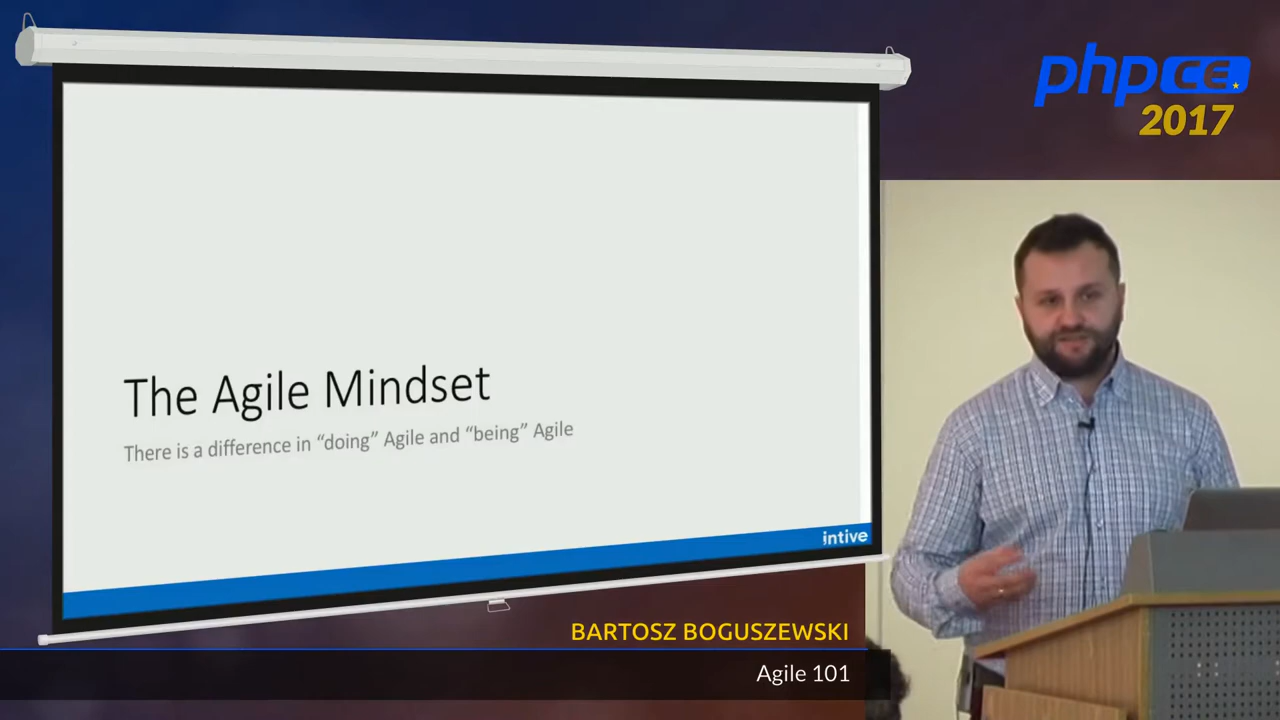 phpCE
2017
The Agile Mindset
There is a difference in “doing” Agile and “being” Agile
intive
BARTOSZ BOGUSZEWSKI
Agile 101